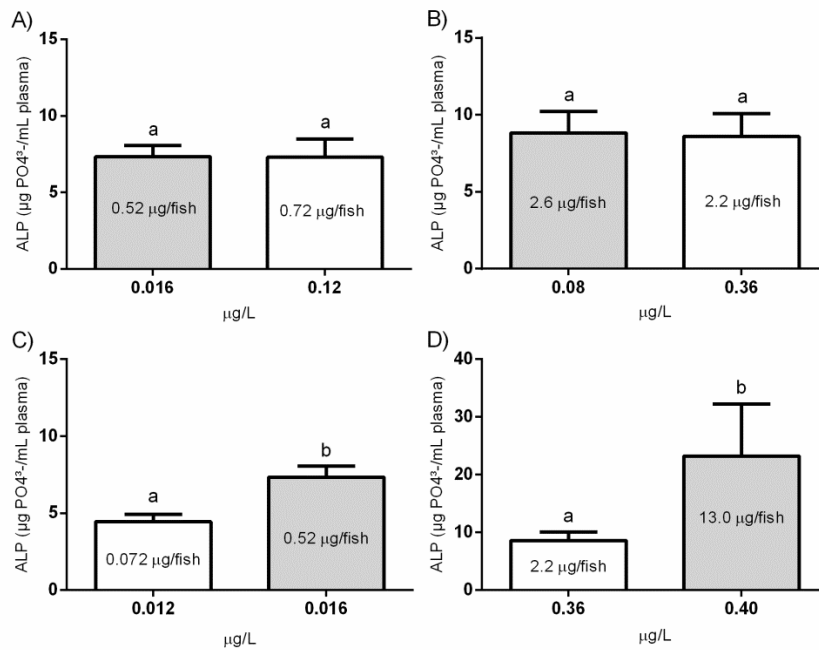 A)
ALP (µg PO4³-/mL plasma)
15
10
5
0
a
a
0.52 µg/fish
0.72 µg/fish
0.016
0.12
µg/L
B)
ALP (µg PO4³-/mL plasma)
15
10
5
0
a
a
2.6 µg/fish
2.2 µg/fish
0.08
0.36
µg/L
C)
ALP (µg PO4³-/mL plasma)
15
10
5
0
a
b
0.072 µg/fish
0.52 µg/fish
0.012
0.016
µg/L
D)
ALP (µg PO4³-/mL plasma)
40
30
20
10
0
a
b
2.2 µg/fish
13.0 µg/fish
0.36
0.40
µg/L